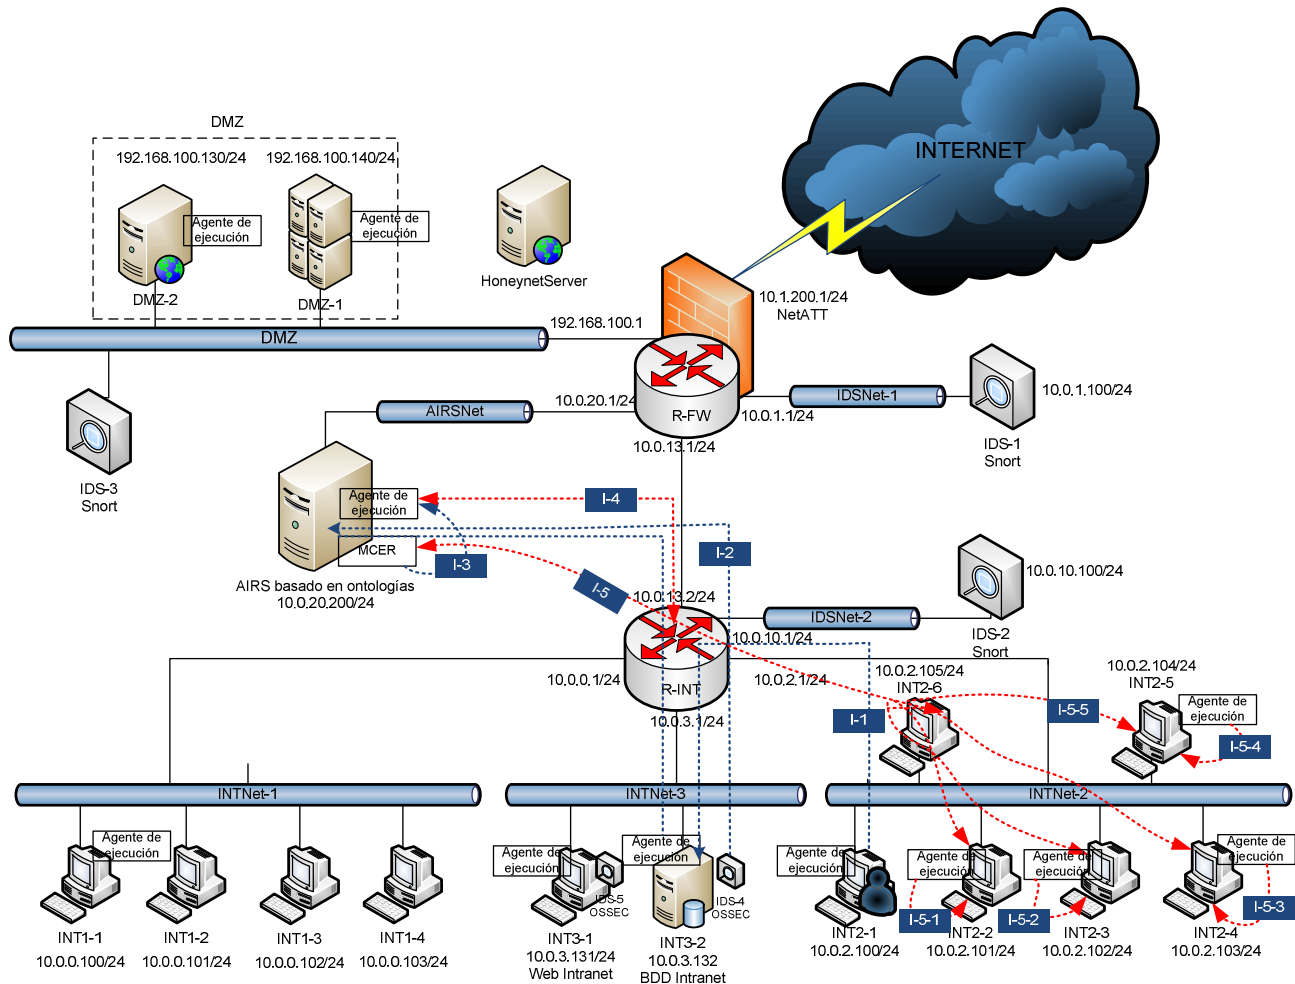 DMZ
192.168.100.130/24
192.168.100.140/24
Agente de
ejecución
Agente de
ejecución
DMZ-2
DMZ-1
HoneynetServer
INTERNET
10.1.200.1/24
NetATT
192.168.100.1
DMZ
IDS-3
Snort
AIRSNet
10.0.20.1/24
R-FW
10.0.1.1/24
IDSNet-1
10.0.1.100/24
IDS-1
Snort
10.0.13.1/24
Agente de
ejecución
MCER
I-4
I-3
I-2
I-5
AIRS basado en ontologías
10.0.20.200/24
10.0.13.2/24
IDSNet-2
10.0.10.100/24
IDS-2
Snort
10.0.10.1/24
10.0.0.1/24
R-INT
10.0.2.1/24
10.0.3.1/24
10.0.2.105/24
INT2-6
10.0.2.104/24
INT2-5
Agente de
ejecución
I-1
I-5-5
I-5-4
INTNet-1
INTNet-3
INTNet-2
Agente de
ejecución
Agente de
ejecución
Agente de
ejecución
Agente de
ejecución
Agente de
ejecución
Agente de
ejecución
Agente de
ejecución
IDS-5
OSSEC
IDS-4
OSSEC
I-5-1
I-5-2
I-5-3
INT1-1
10.0.0.100/24
INT1-2
10.0.0.101/24
INT1-3
10.0.0.102/24
INT1-4
10.0.0.103/24
INT3-1
10.0.3.131/24
Web Intranet
INT3-2
10.0.3.132
BDD Intranet
INT2-1
10.0.2.100/24
INT2-2
10.0.2.101/24
INT2-3
10.0.2.102/24
INT2-4
10.0.2.103/24